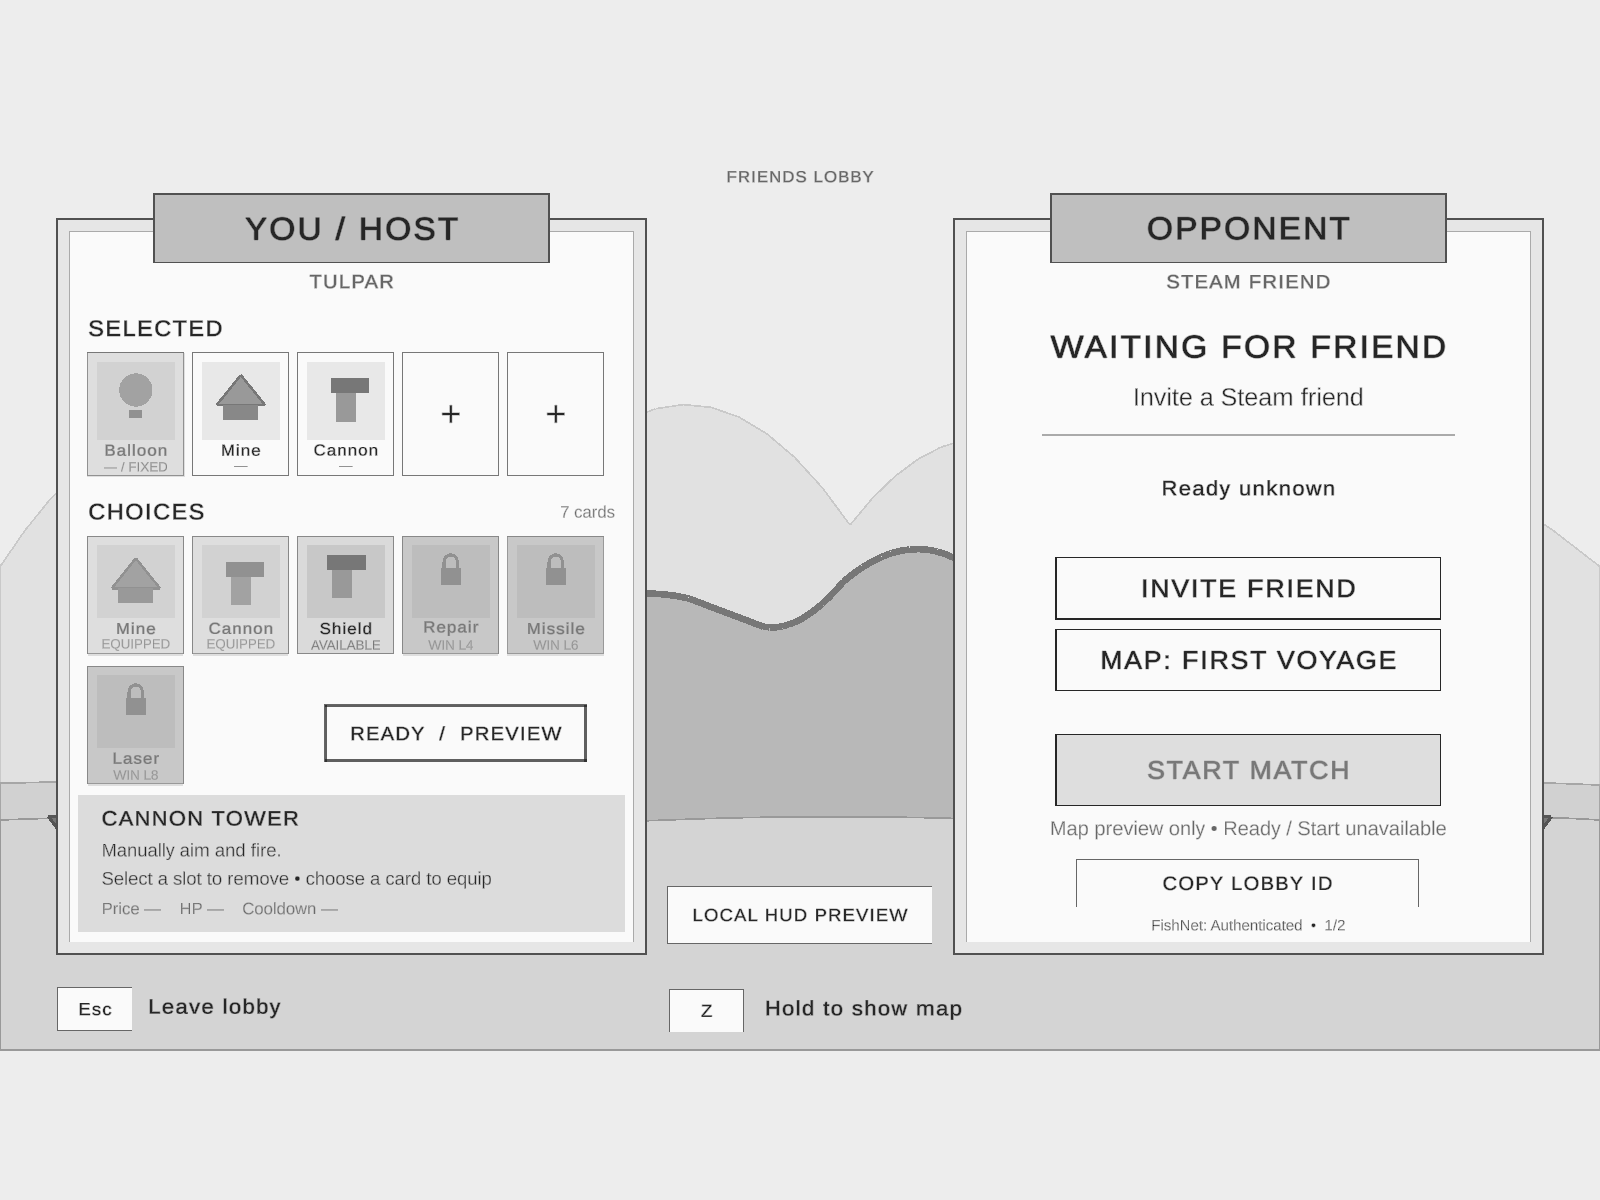 FRIENDS LOBBY
YOU / HOST
TULPAR
SELECTED
Balloon
— / FIXED
Mine
—
Cannon
—
+
+
CHOICES
7 cards
Mine
EQUIPPED
Cannon
EQUIPPED
Shield
AVAILABLE
Repair
WIN L4
Missile
WIN L6
Laser
WIN L8
READY / PREVIEW
CANNON TOWER
Manually aim and fire.
Select a slot to remove • choose a card to equip
Price — HP — Cooldown —
OPPONENT
STEAM FRIEND
WAITING FOR FRIEND
Invite a Steam friend
Ready unknown
INVITE FRIEND
MAP: FIRST VOYAGE
START MATCH
Map preview only • Ready / Start unavailable
COPY LOBBY ID
FishNet: Authenticated • 1/2
LOCAL HUD PREVIEW
Esc Leave lobby
Z Hold to show map